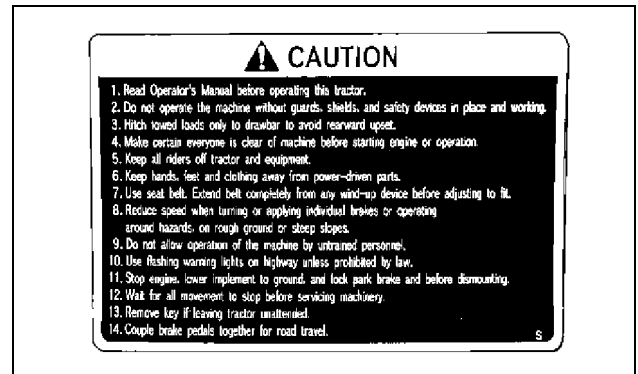 CAUTION
1. Read Operator's Manual before operating this tractor.
2. Do not operate the machine without guards, shields, and safety devices in place and working.
3. Hitch towed loads only to drawbar to avoid rearward upset.
4. Make certain everyone is clear of machine before starting engine or operation.
5. Keep all riders off tractor and equipment.
6. Keep hands, feet and clothing away from power-driven parts.
7. Use seat belt. Extend belt completely from any wind-up device before adjusting to fit.
8. Reduce speed when turning or applying individual brakes or operating
around hazards, on rough ground or steep slopes.
9. Do not allow operation of the machine by untrained personnel.
10. Use flashing warning lights on highway unless prohibited by law.
11. Stop engine, lower implement to ground, and lock park brake and before dismounting.
12. Wait for all movement to stop before servicing machinery.
13. Remove key if leaving tractor unattended.
14. Couple brake pedals together for road travel.
S